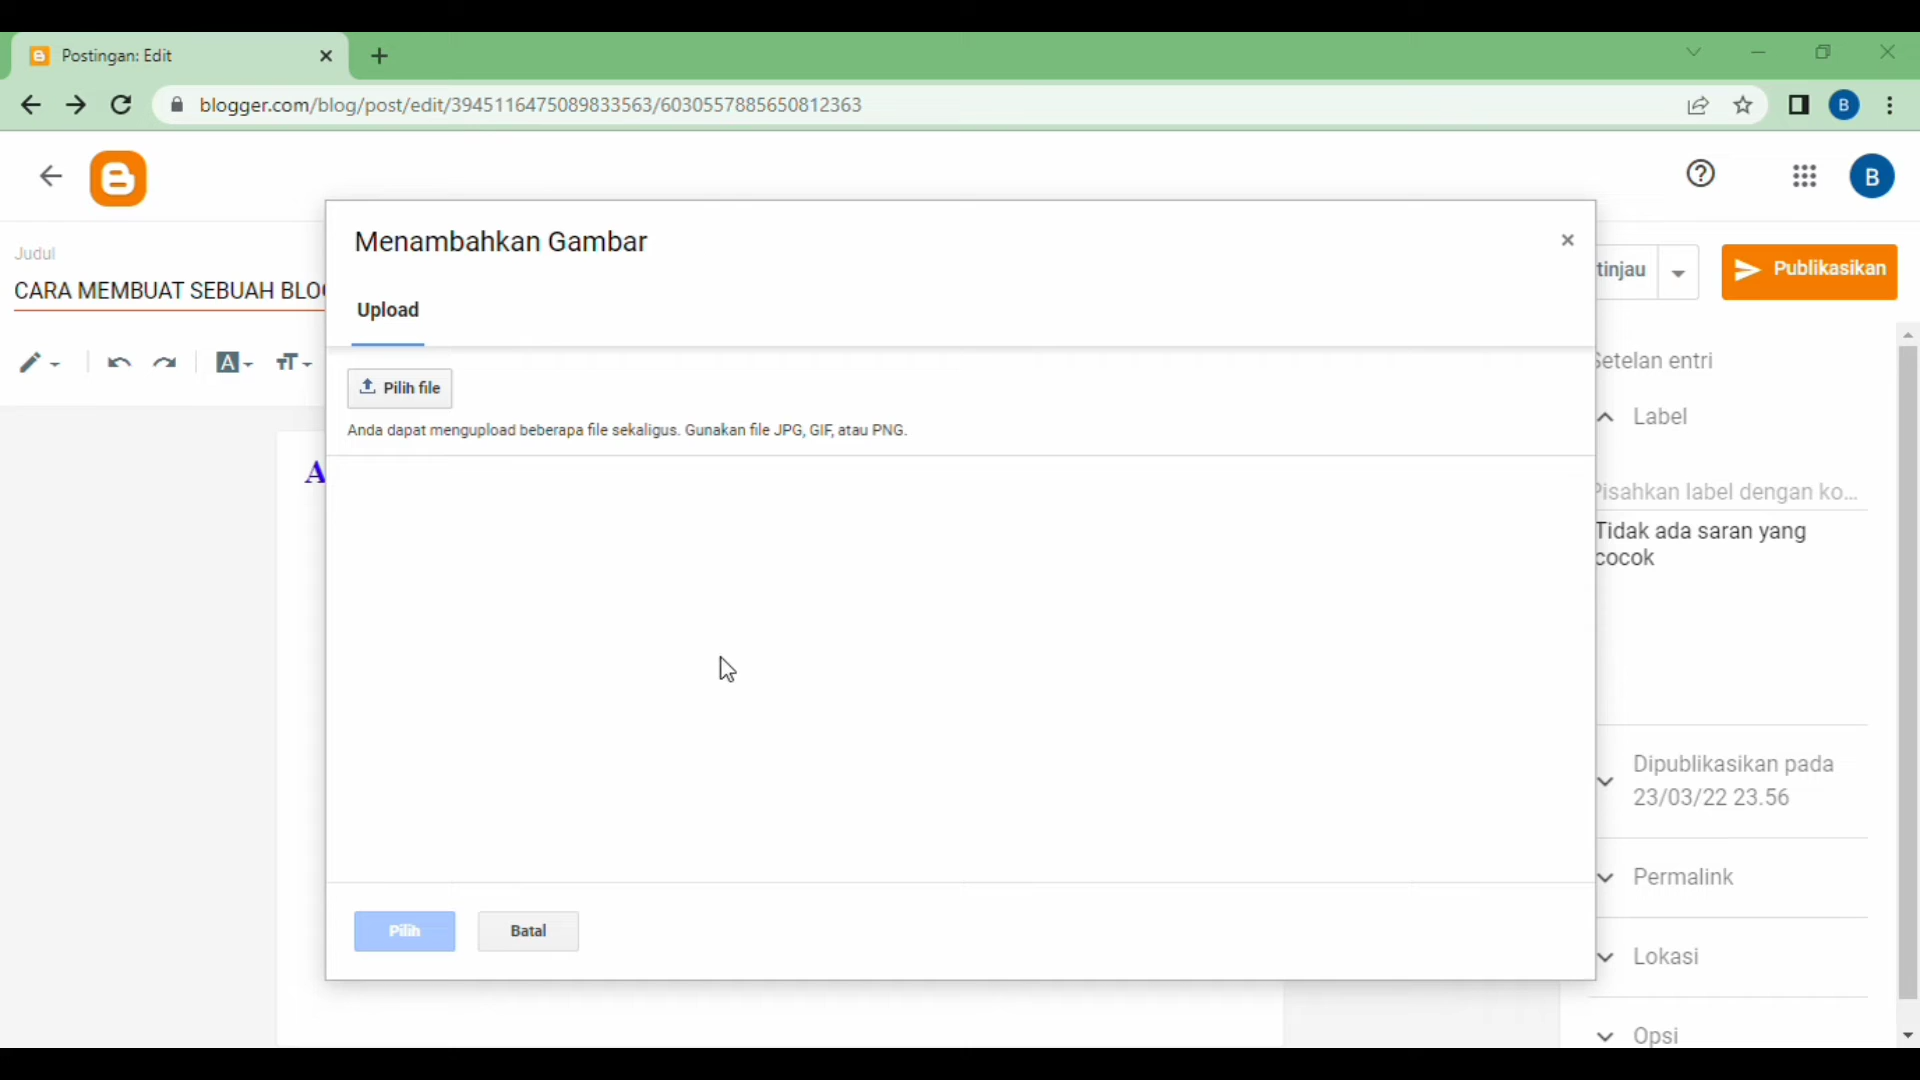 Postingan: Edit
blogger.com/blog/post/edit/3945116475089833563/6030557885650812363
B
B
Judul
CARA MEMBUAT SEBUAH
Menambahkan Gambar
Publikasikan
Upload
A
Setelan entri
Label
Pilih file
Anda dapat mengupload beberapa file sekaligus. Gunakan file JPG, GIF, atau PNG.
A
Pisahkan label dengan ko...
Tidak ada saran yang
cocok
Dipublikasikan pada
23/03/22 23.56
Permalink
Pilih
Batal
Lokasi
Opsi